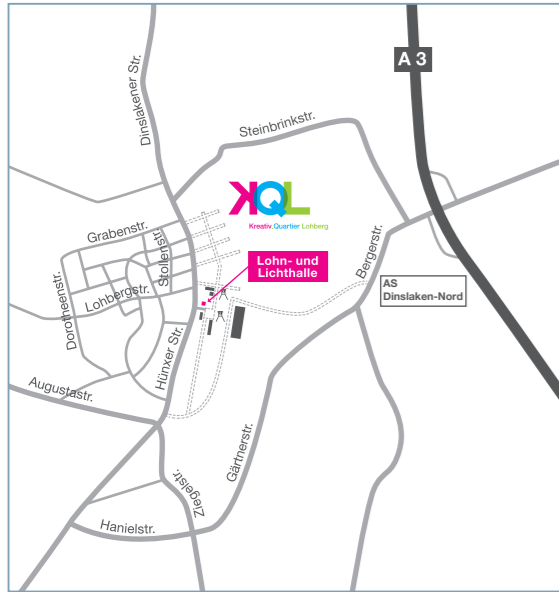 A 3
Dinslakener Str.
Steinbrinkstr.
KQL
Kreativ.Quartier Lohberg
Grabenstr.
Stollenstr.
Lohn- und
Lichthalle
Bergerstr.
Dorotheenstr.
Lohbergstr.
AS
Dinslaken-Nord
Hünxer Str.
Augustastr.
Gärtnerstr.
Ziegelstr.
Hanielstr.